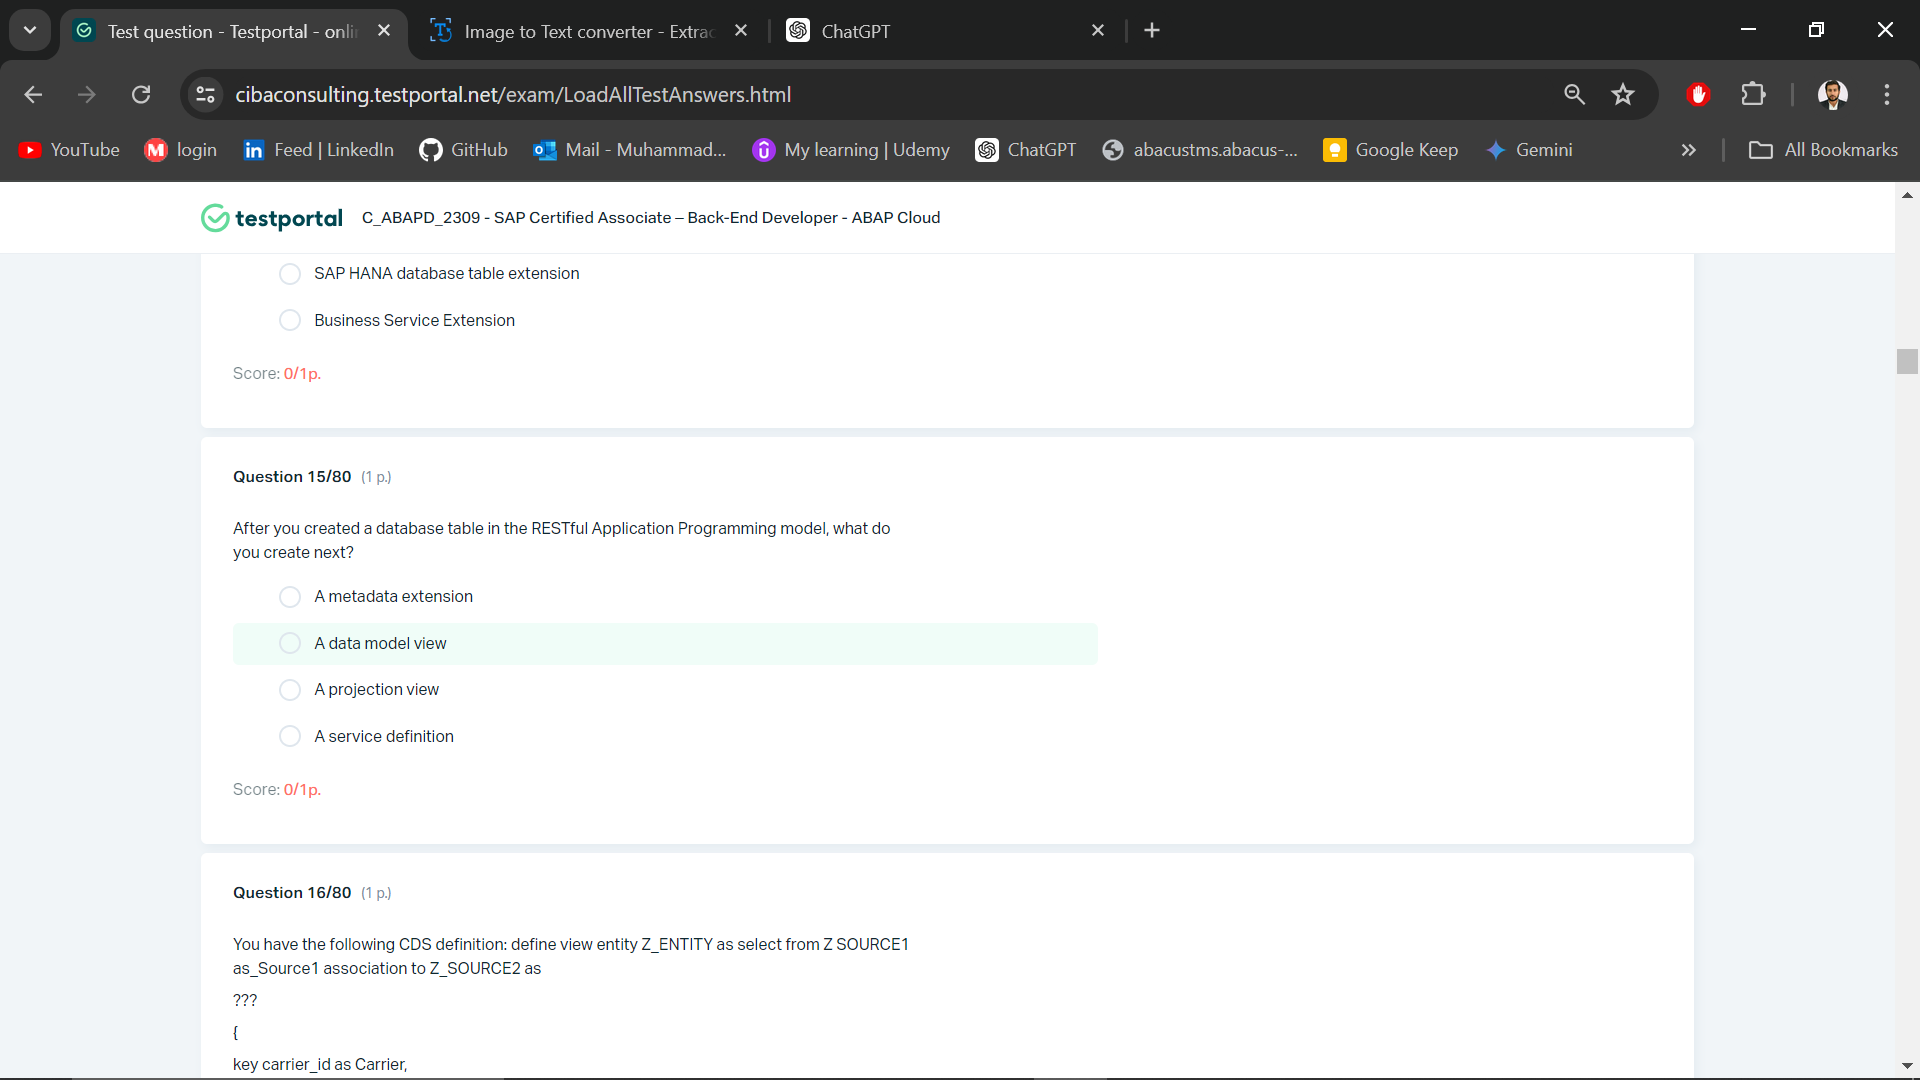 Test question - Testportal - onli
Image to Text converter - Extrac
ChatGPT
cibaconsulting.testportal.net/exam/LoadAllTestAnswers.html
YouTube
M login
in Feed | LinkedIn
GitHub
Mail - Muhammad...
My learning | Udemy
ChatGPT
abacustms.abacus-...
Google Keep
Gemini
All Bookmarks
testportal C_ABAPD_2309 - SAP Certified Associate – Back-End Developer - ABAP Cloud
SAP HANA database table extension
Business Service Extension
Score: 0/1p.
Question 15/80 (1 p.)
After you created a database table in the RESTful Application Programming model, what do
you create next?
A metadata extension
A data model view
A projection view
A service definition
Score: 0/1p.
Question 16/80 (1 p.)
You have the following CDS definition: define view entity Z_ENTITY as select from Z SOURCE1
as_Source1 association to Z_SOURCE2 as
???
{
key carrier_id as Carrier,